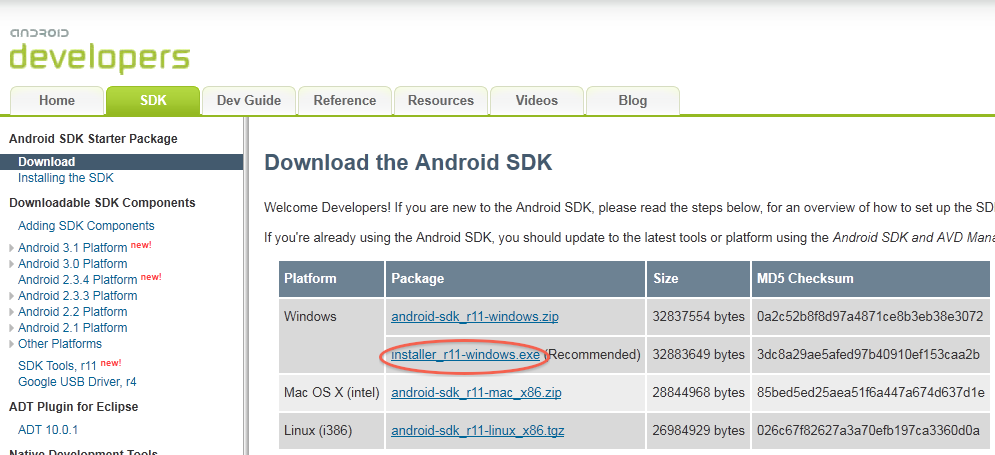 android
developers
Home SDK Dev Guide Reference Resources Videos Blog
Android SDK Starter Package
Download
Installing the SDK
Downloadable SDK Components
Adding SDK Components
Android 3.1 Platform new!
Android 3.0 Platform
Android 2.3.4 Platform new!
Android 2.3.3 Platform
Android 2.2 Platform
Android 2.1 Platform
Other Platforms
SDK Tools, r11 new!
Google USB Driver, r4
ADT Plugin for Eclipse
ADT 10.0.1
Native Development Tools
Download the Android SDK
Welcome Developers! If you are new to the Android SDK, please read the steps below, for an overview of how to set up the SD
If you're already using the Android SDK, you should update to the latest tools or platform using the Android SDK and AVD Mana
Platform Package Size MD5 Checksum
Windows android-sdk_r11-windows.zip 32837554 bytes 0a2c52b8f8d97a4871ce8b3eb38e3072
installer_r11-windows.exe (Recommended) 32883649 bytes 3dc8a29ae5afed97b40910ef153caa2b
Mac OS X (intel) android-sdk_r11-mac_x86.zip 28844968 bytes 85bed5ed25aea51f6a447a674d637d1e
Linux (i386) android-sdk_r11-linux_x86.tgz 26984929 bytes 026c67f82627a3a70efb197ca3360d0a